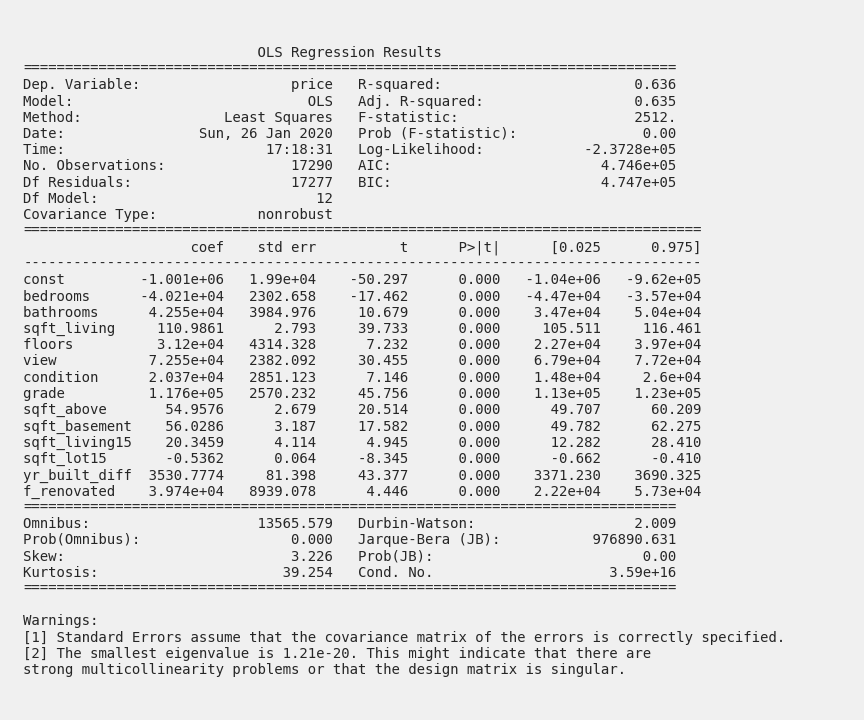 OLS Regression Results
==============================================================================
Dep. Variable:                  price   R-squared:                       0.636
Model:                            OLS   Adj. R-squared:                  0.635
Method:                 Least Squares   F-statistic:                     2512.
Date:                Sun, 26 Jan 2020   Prob (F-statistic):               0.00
Time:                        17:18:31   Log-Likelihood:            -2.3728e+05
No. Observations:               17290   AIC:                         4.746e+05
Df Residuals:                   17277   BIC:                         4.747e+05
Df Model:                          12
Covariance Type:            nonrobust
=================================================================================
                    coef    std err          t      P>|t|      [0.025      0.975]
---------------------------------------------------------------------------------
const         -1.001e+06   1.99e+04    -50.297      0.000   -1.04e+06   -9.62e+05
bedrooms      -4.021e+04   2302.658    -17.462      0.000   -4.47e+04   -3.57e+04
bathrooms      4.255e+04   3984.976     10.679      0.000    3.47e+04    5.04e+04
sqft_living     110.9861      2.793     39.733      0.000     105.511     116.461
floors          3.12e+04   4314.328      7.232      0.000    2.27e+04    3.97e+04
view           7.255e+04   2382.092     30.455      0.000    6.79e+04    7.72e+04
condition      2.037e+04   2851.123      7.146      0.000    1.48e+04     2.6e+04
grade          1.176e+05   2570.232     45.756      0.000    1.13e+05    1.23e+05
sqft_above       54.9576      2.679     20.514      0.000      49.707      60.209
sqft_basement    56.0286      3.187     17.582      0.000      49.782      62.275
sqft_living15    20.3459      4.114      4.945      0.000      12.282      28.410
sqft_lot15       -0.5362      0.064     -8.345      0.000      -0.662      -0.410
yr_built_diff  3530.7774     81.398     43.377      0.000    3371.230    3690.325
f_renovated    3.974e+04   8939.078      4.446      0.000    2.22e+04    5.73e+04
==============================================================================
Omnibus:                    13565.579   Durbin-Watson:                   2.009
Prob(Omnibus):                  0.000   Jarque-Bera (JB):           976890.631
Skew:                           3.226   Prob(JB):                         0.00
Kurtosis:                      39.254   Cond. No.                     3.59e+16
==============================================================================

Warnings:
[1] Standard Errors assume that the covariance matrix of the errors is correctly specified.
[2] The smallest eigenvalue is 1.21e-20. This might indicate that there are
strong multicollinearity problems or that the design matrix is singular.